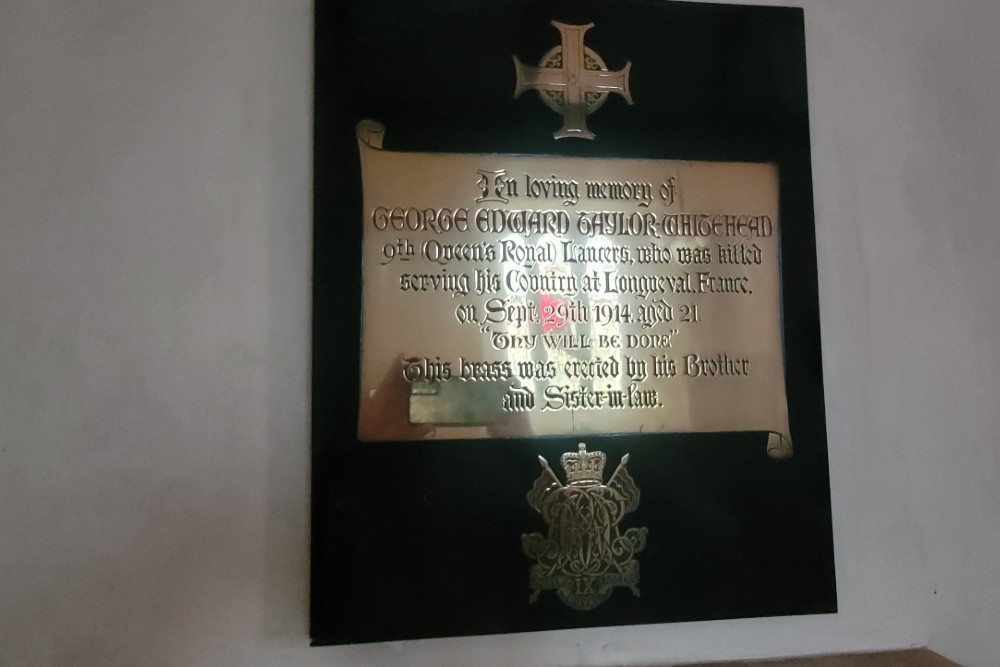 In loving memory of
GEORGE EDWARD TAYLOR-WHITEHEAD
9th (Queen's Royal) Lancers, who was killed
serving his Country at Longueval, France,
on Sept. 29th 1914, aged 21.
"THY WILL BE DONE"
This brass was erected by his Brother
and Sister-in-law.
IX